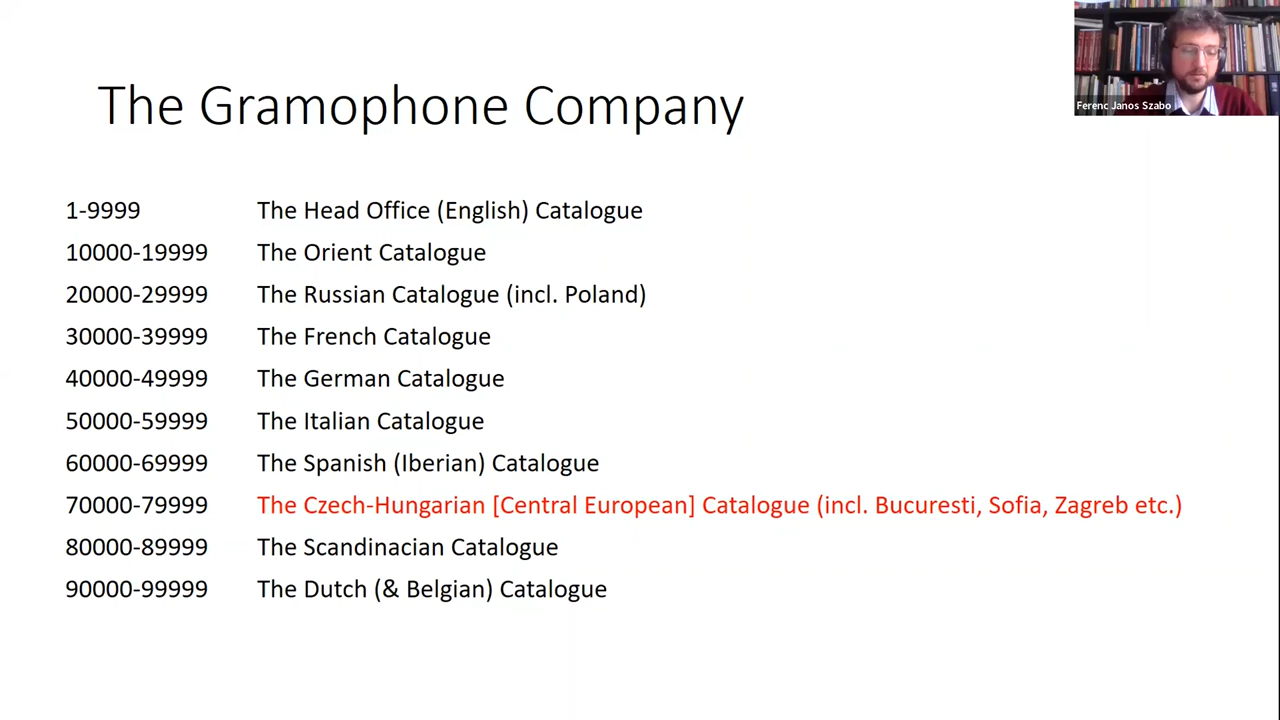 The Gramophone Company
Ferenc Janos Szabo
1-9999 The Head Office (English) Catalogue
10000-19999 The Orient Catalogue
20000-29999 The Russian Catalogue (incl. Poland)
30000-39999 The French Catalogue
40000-49999 The German Catalogue
50000-59999 The Italian Catalogue
60000-69999 The Spanish (Iberian) Catalogue
70000-79999 The Czech-Hungarian [Central European] Catalogue (incl. Bucuresti, Sofia, Zagreb etc.)
80000-89999 The Scandinacian Catalogue
90000-99999 The Dutch (& Belgian) Catalogue